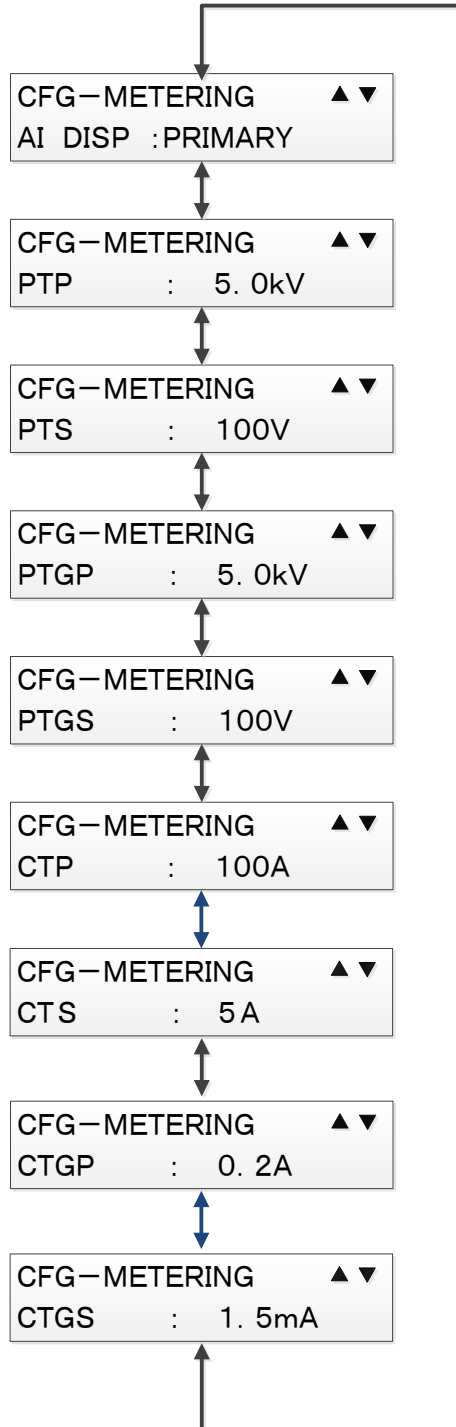 CFG－METERING ▲ ▼
AI DISP :PRIMARY
CFG－METERING ▲ ▼
PTP : 5. 0kV
CFG－METERING ▲ ▼
PTS : 100V
CFG－METERING ▲ ▼
PTGP : 5. 0kV
CFG－METERING ▲ ▼
PTGS : 100V
CFG－METERING ▲ ▼
CTP : 100A
CFG－METERING ▲ ▼
CTS : 5A
CFG－METERING ▲ ▼
CTGP : 0. 2A
CFG－METERING ▲ ▼
CTGS : 1. 5mA